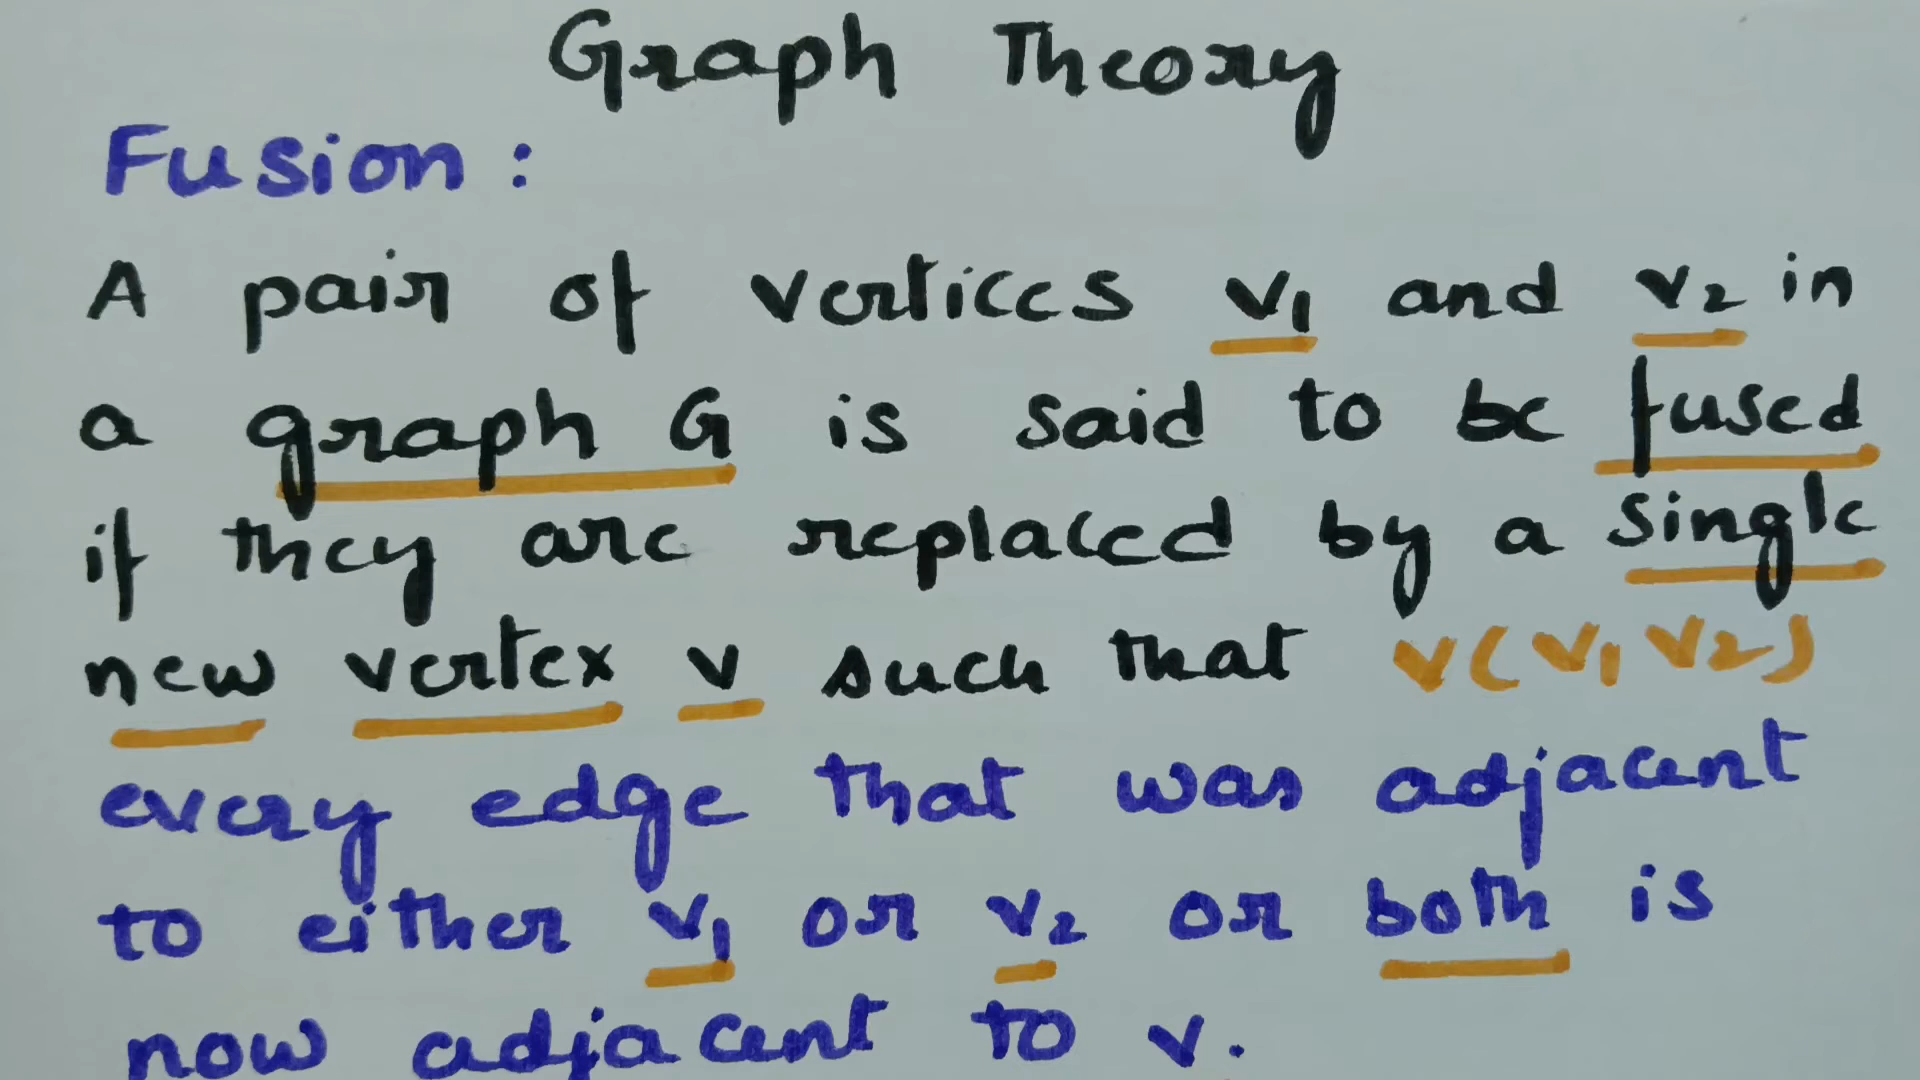 Graph Theory
Fusion :
A pair of vertices v1 and v2 in
a graph G is said to be fused
if they are replaced by a single
new vertex v such that v(v1 v2)
every edge that was adjacent
to either v1 or v2 or both is
now adjacent to v.